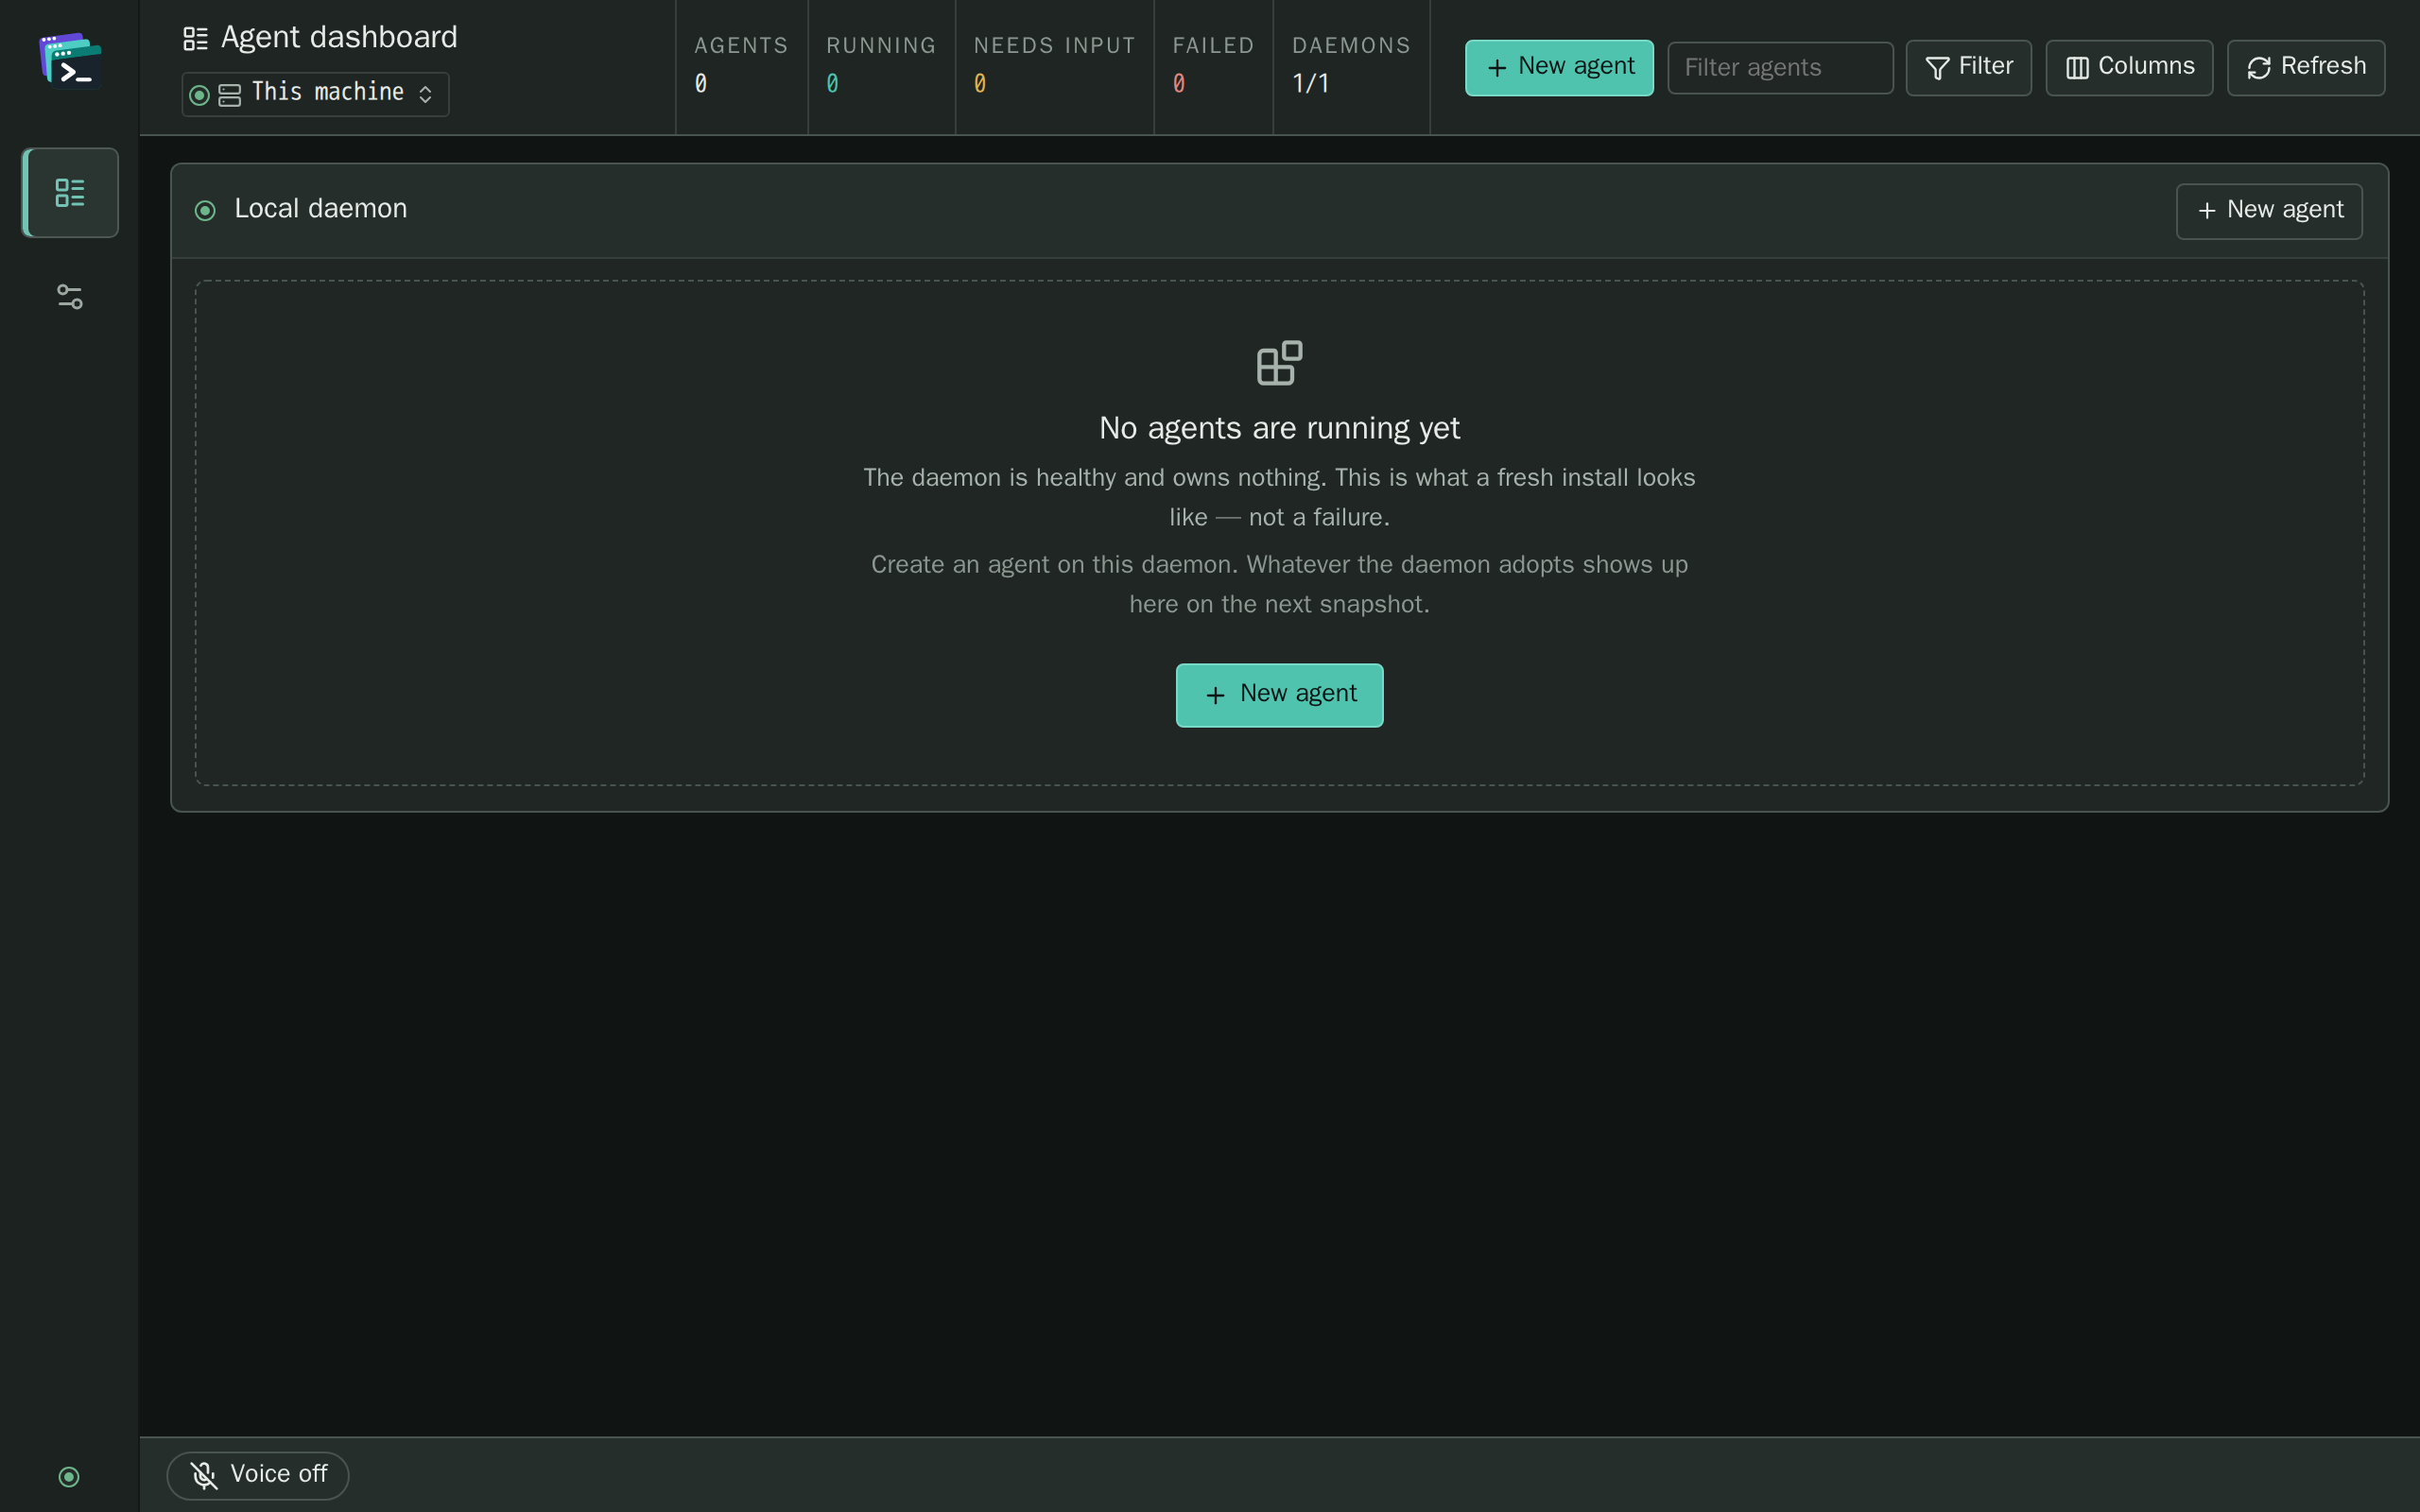 Agent dashboard
This machine
AGENTS
0
RUNNING
0
NEEDS INPUT
0
FAILED
0
DAEMONS
1/1
+ New agent
Filter agents
Filter
Columns
Refresh
Local daemon
+ New agent
No agents are running yet
The daemon is healthy and owns nothing. This is what a fresh install looks
like — not a failure.
Create an agent on this daemon. Whatever the daemon adopts shows up
here on the next snapshot.
+ New agent
Voice off